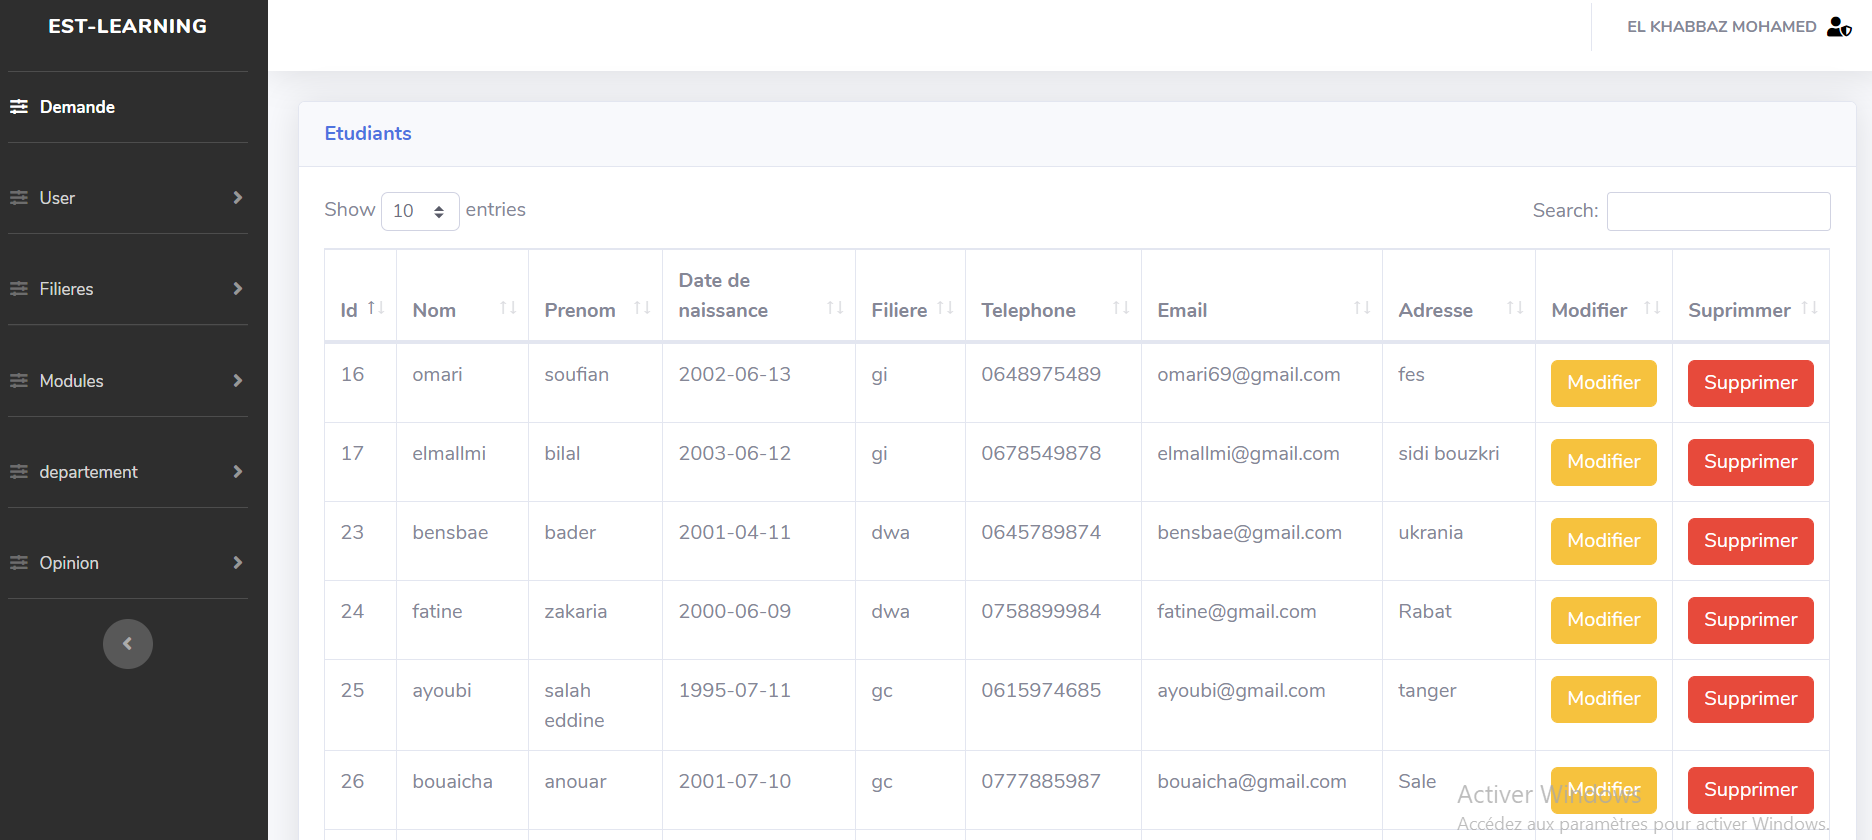 EST-LEARNING
EL KHABBAZ MOHAMED
Demande
User
Filieres
Modules
departement
Opinion
Etudiants
Show 10 entries
Search:
Id Nom Prenom Date de naissance Filiere Telephone Email Adresse Modifier Suprimmer
16 omari soufian 2002-06-13 gi 0648975489 omari69@gmail.com fes Modifier Supprimer
17 elmallmi bilal 2003-06-12 gi 0678549878 elmallmi@gmail.com sidi bouzkri Modifier Supprimer
23 bensbae bader 2001-04-11 dwa 0645789874 bensbae@gmail.com ukrania Modifier Supprimer
24 fatine zakaria 2000-06-09 dwa 0758899984 fatine@gmail.com Rabat Modifier Supprimer
25 ayoubi salah eddine 1995-07-11 gc 0615974685 ayoubi@gmail.com tanger Modifier Supprimer
26 bouaicha anouar 2001-07-10 gc 0777885987 bouaicha@gmail.com Sale Modifier Supprimer
Activer Windows
Accédez aux paramètres pour activer Windows.